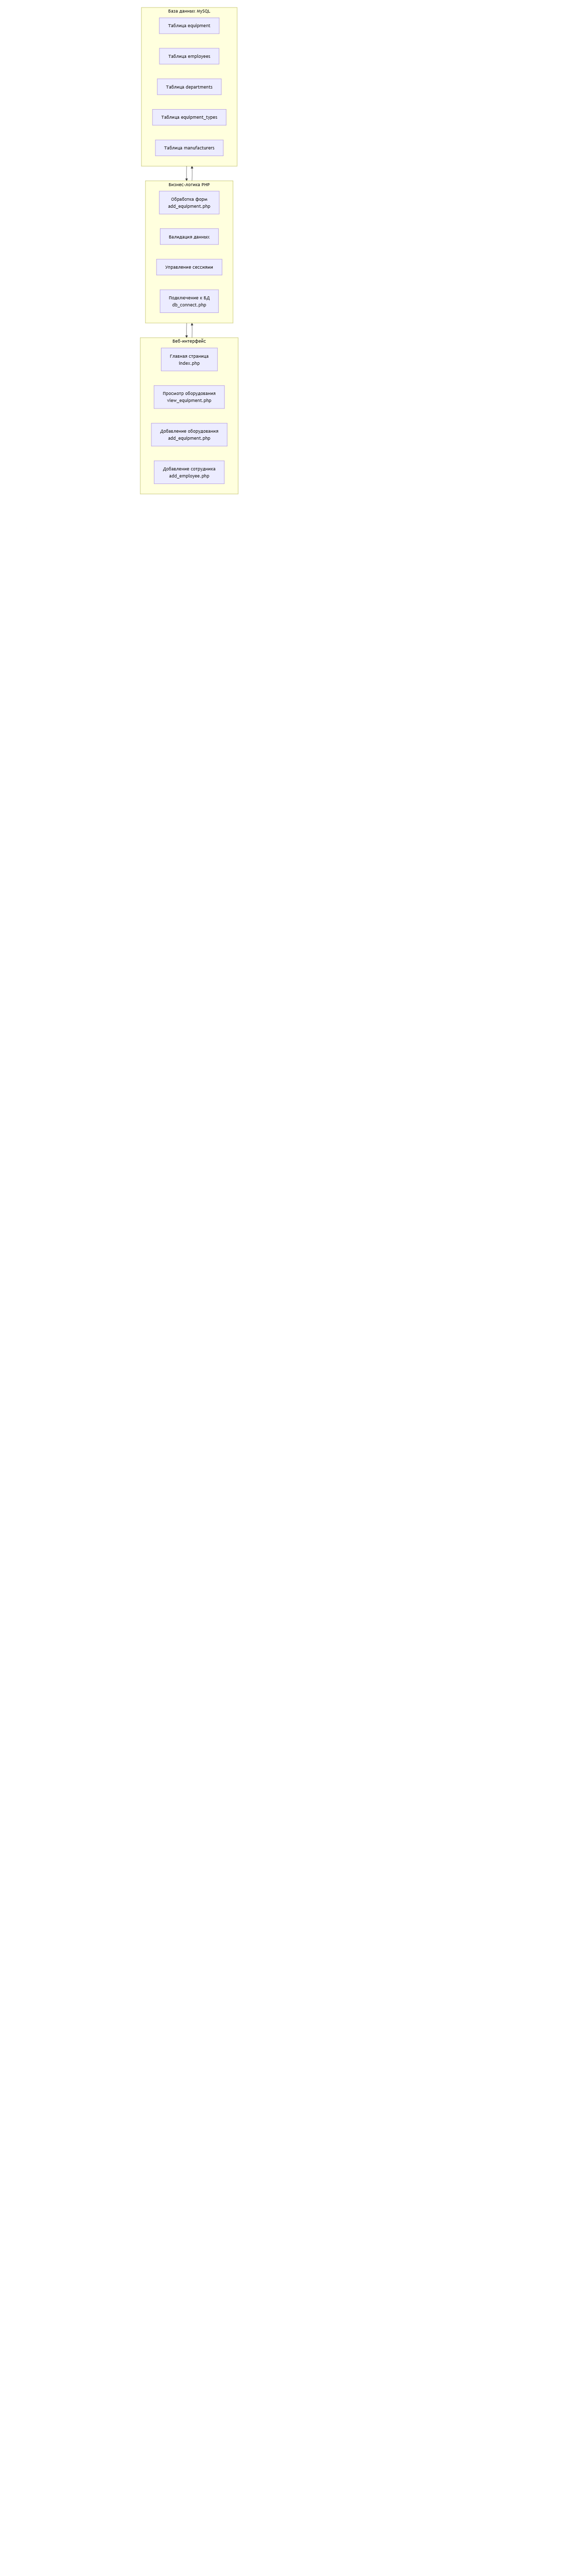 База данных MySQL
Таблица equipment
Таблица employees
Таблица departments
Таблица equipment_types
Таблица manufacturers
Бизнес-логика PHP
Обработка форм
add_equipment.php
Валидация данных
Управление сессиями
Подключение к БД
db_connect.php
Веб-интерфейс
Главная страница
index.php
Просмотр оборудования
view_equipment.php
Добавление оборудования
add_equipment.php
Добавление сотрудника
add_employee.php